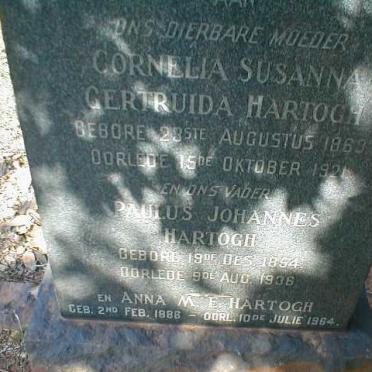 AAN
ONS DIERBARE MOEDER
CORNELIA SUSANNA
GERTRUIDA HARTOGH
GEBORE 23STE AUGUSTUS 1863
OORLEDE 15DE OKTOBER 1921
EN ONS VADER
PAULUS JOHANNES
HARTOGH
GEBORE 19DE DES. 1854
OORLEDE 9DE AUG. 1936
EN ANNA M. E. HARTOGH
GEB. 2ND FEB. 1886 - OORL. 10DE JULIE 1964.